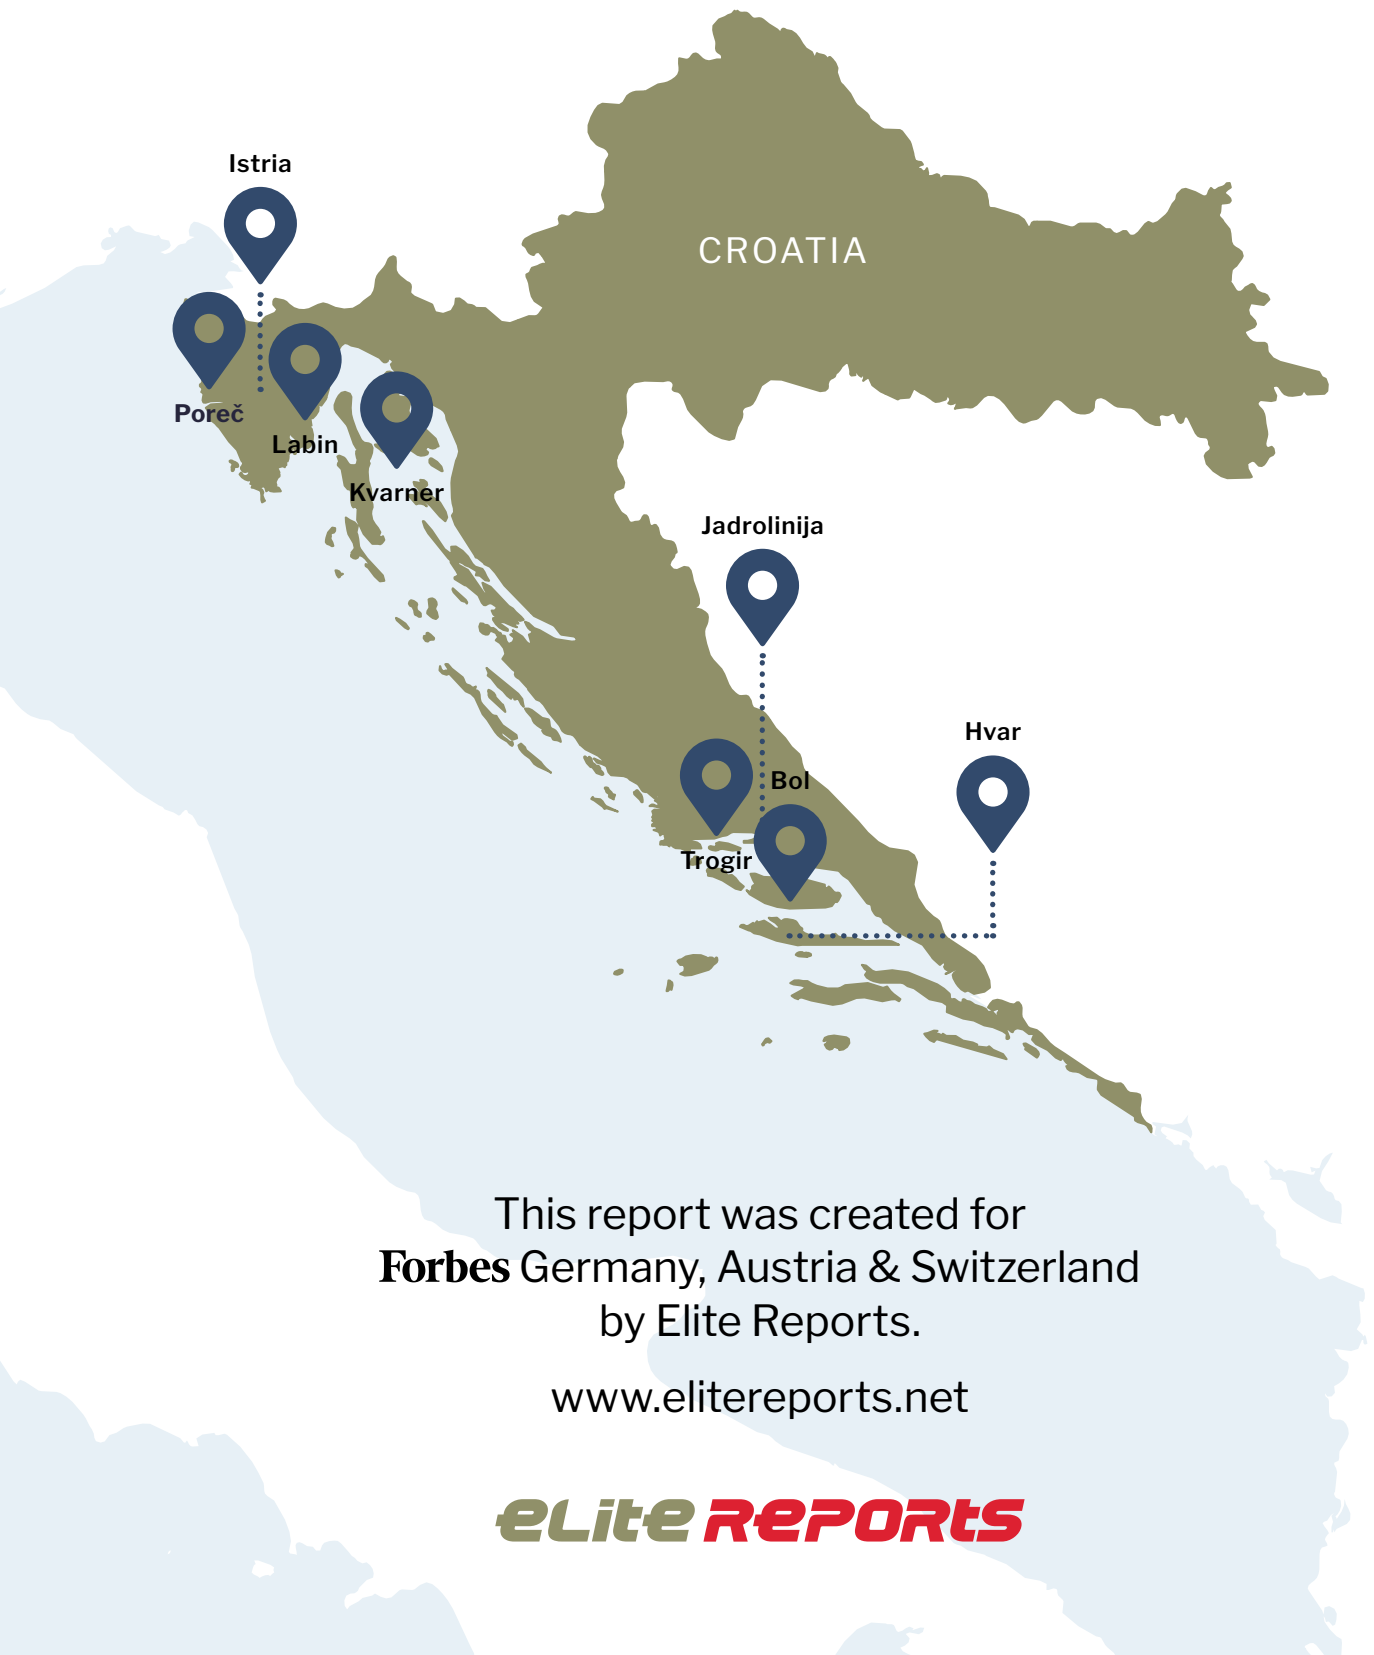 Istria
CROATIA
Poreč
Labin
Kvarner
Jadrolinija
Hvar
Bol
Trogir
This report was created for
Forbes Germany, Austria & Switzerland
by Elite Reports.
www.elitereports.net
eLite RePORtS